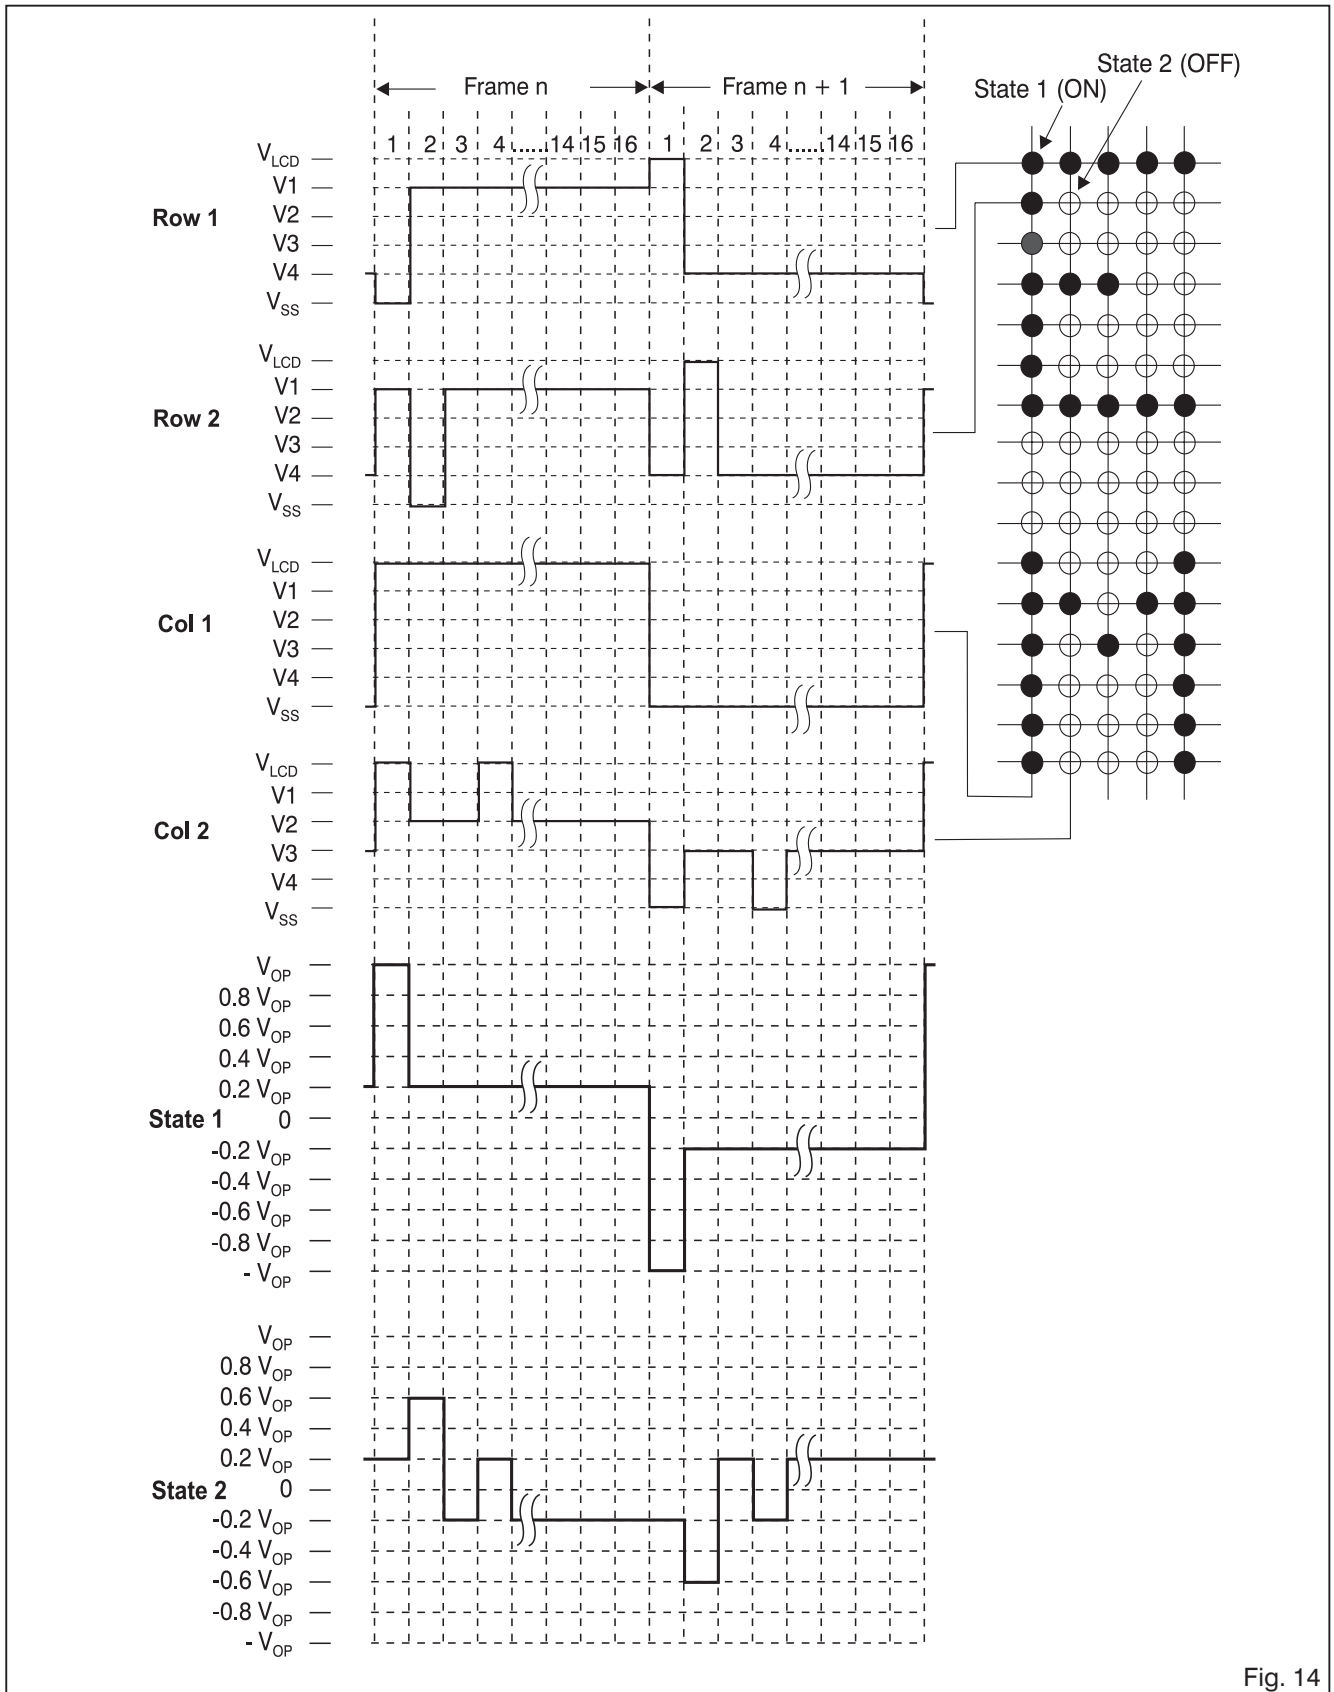 State 2 (OFF)
State 1 (ON)
Frame n
Frame n + 1
1 2 3 4 ...... 14 15 16 1 2 3 4 ...... 14 15 16
Row 1
VLCD
V1
V2
V3
V4
VSS
Row 2
VLCD
V1
V2
V3
V4
VSS
Col 1
VLCD
V1
V2
V3
V4
VSS
Col 2
VLCD
V1
V2
V3
V4
VSS
State 1
VOP
0.8 VOP
0.6 VOP
0.4 VOP
0.2 VOP
0
-0.2 VOP
-0.4 VOP
-0.6 VOP
-0.8 VOP
- VOP
State 2
VOP
0.8 VOP
0.6 VOP
0.4 VOP
0.2 VOP
0
-0.2 VOP
-0.4 VOP
-0.6 VOP
-0.8 VOP
- VOP
Fig. 14